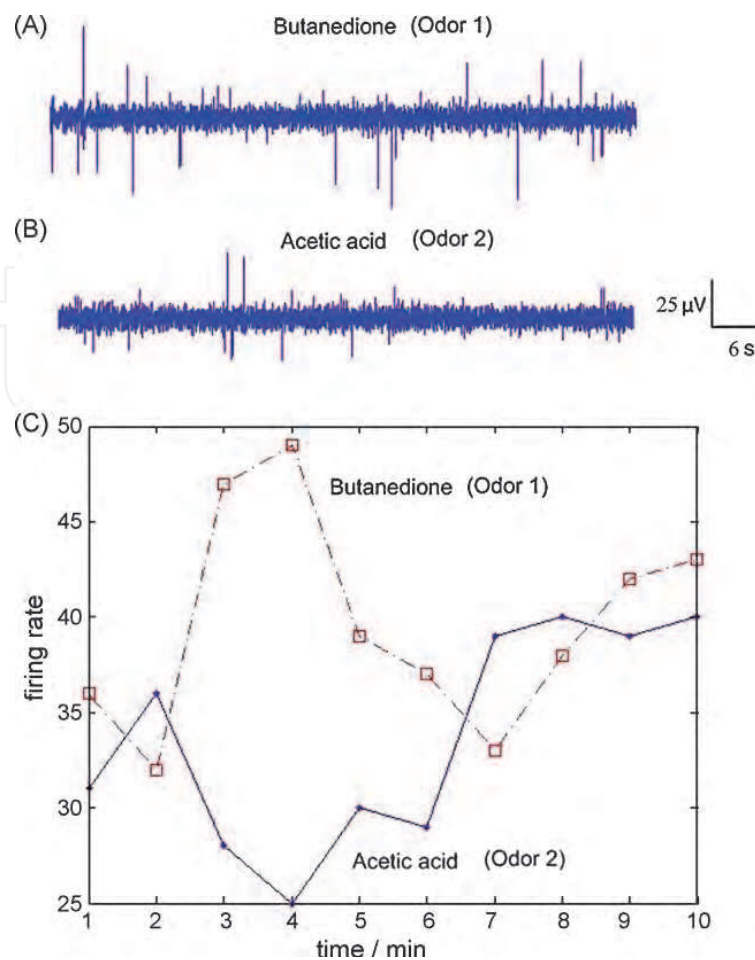 (A)
Butanedione (Odor 1)
(B)
Acetic acid (Odor 2)
25 µV
6 s
(C)
50
45
40
35
30
25
firing rate
Butanedione (Odor 1)
Acetic acid (Odor 2)
1 2 3 4 5 6 7 8 9 10
time / min